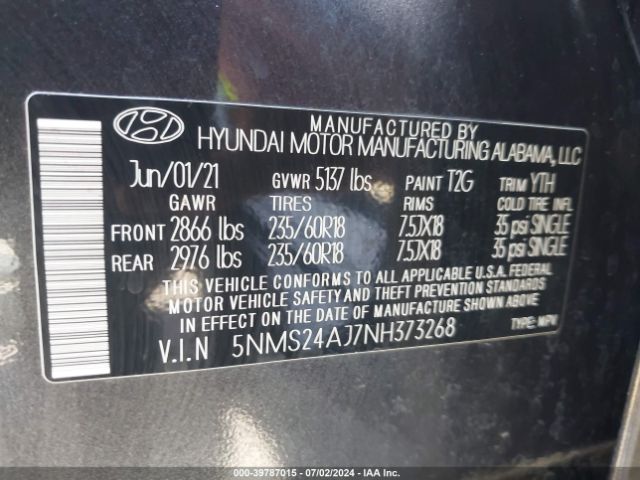 MANUFACTURED BY
HYUNDAI MOTOR MANUFACTURING ALABAMA, LLC
Jun/01/21 GVWR 5137 lbs PAINT T2G TRIM YTH
GAWR TIRES RIMS COLD TIRE INFL
FRONT 2866 lbs 235/60R18 7.5JX18 35 psi SINGLE
REAR 2976 lbs 235/60R18 7.5JX18 35 psi SINGLE
THIS VEHICLE CONFORMS TO ALL APPLICABLE U.S.A. FEDERAL
MOTOR VEHICLE SAFETY AND THEFT PREVENTION STANDARDS
IN EFFECT ON THE DATE OF MANUFACTURE SHOWN ABOVE.
V.I.N 5NMS24AJ7NH373268 TYPE: MPV
000-39787015 - 07/02/2024 - IAA Inc.